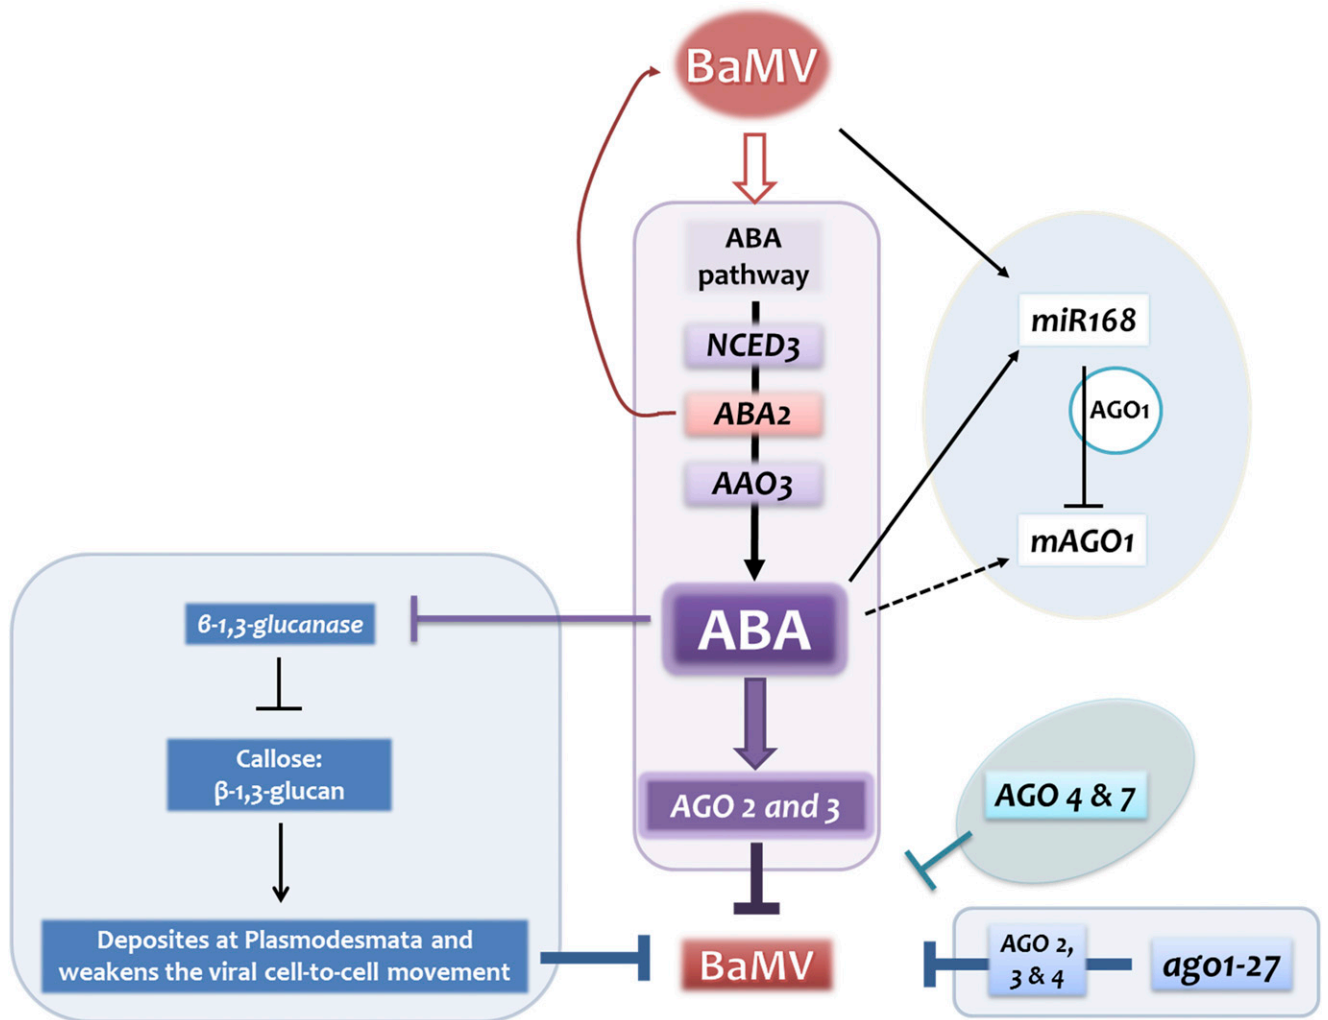 BaMV
ABA
pathway
NCED3
ABA2
AAO3
miR168
AGO1
mAGO1
ABA
β-1,3-glucanase
Callose:
β-1,3-glucan
Deposites at Plasmodesmata and
weakens the viral cell-to-cell movement
AGO 2 and 3
BaMV
AGO 4 & 7
AGO 2,
3 & 4
ago1-27